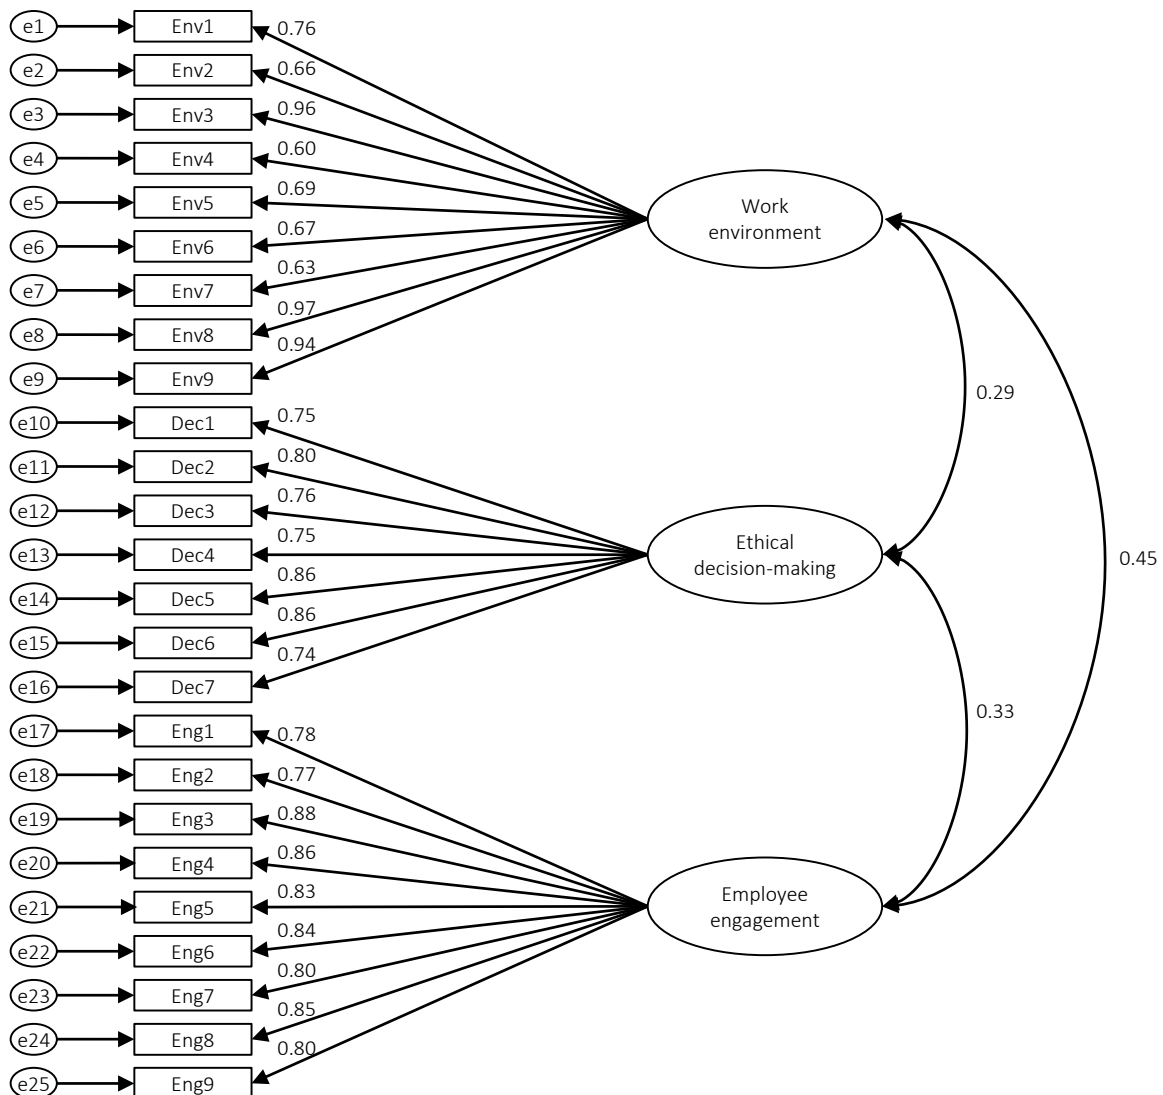 e1 Env1 0.76
e2 Env2 0.66
e3 Env3 0.96
e4 Env4 0.60
e5 Env5 0.69
e6 Env6 0.67
e7 Env7 0.63
e8 Env8 0.97
e9 Env9 0.94
Work
environment
0.29
e10 Dec1 0.75
e11 Dec2 0.80
e12 Dec3 0.76
e13 Dec4 0.75
e14 Dec5 0.86
e15 Dec6 0.86
e16 Dec7 0.74
Ethical
decision-making
0.45
0.33
e17 Eng1 0.78
e18 Eng2 0.77
e19 Eng3 0.88
e20 Eng4 0.86
e21 Eng5 0.83
e22 Eng6 0.84
e23 Eng7 0.80
e24 Eng8 0.85
e25 Eng9 0.80
Employee
engagement